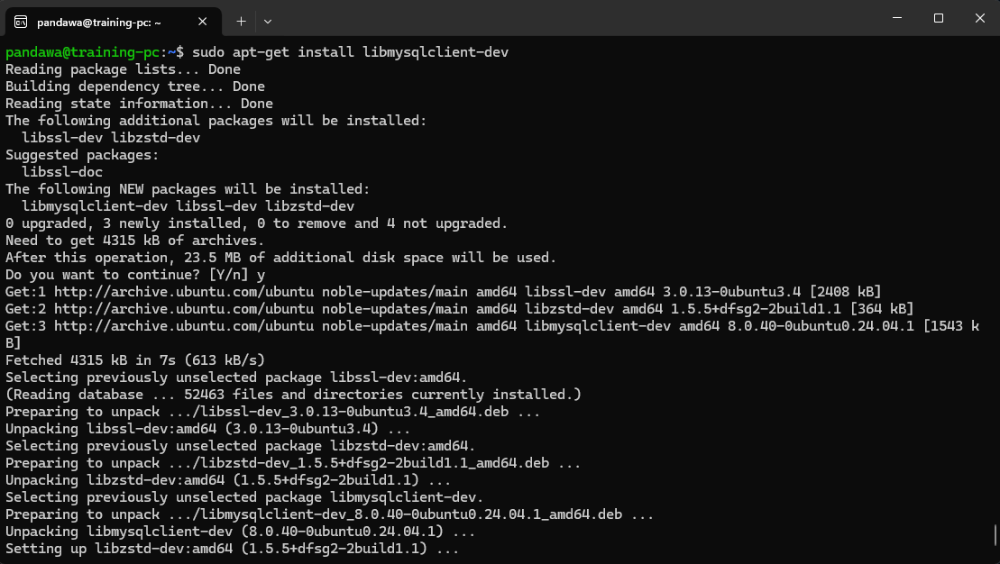 pandawa@training-pc: ~
pandawa@training-pc:~$ sudo apt-get install libmysqlclient-dev
Reading package lists... Done
Building dependency tree... Done
Reading state information... Done
The following additional packages will be installed:
  libssl-dev libzstd-dev
Suggested packages:
  libssl-doc
The following NEW packages will be installed:
  libmysqlclient-dev libssl-dev libzstd-dev
0 upgraded, 3 newly installed, 0 to remove and 4 not upgraded.
Need to get 4315 kB of archives.
After this operation, 23.5 MB of additional disk space will be used.
Do you want to continue? [Y/n] y
Get:1 http://archive.ubuntu.com/ubuntu noble-updates/main amd64 libssl-dev amd64 3.0.13-0ubuntu3.4 [2408 kB]
Get:2 http://archive.ubuntu.com/ubuntu noble-updates/main amd64 libzstd-dev amd64 1.5.5+dfsg2-2build1.1 [364 kB]
Get:3 http://archive.ubuntu.com/ubuntu noble-updates/main amd64 libmysqlclient-dev amd64 8.0.40-0ubuntu0.24.04.1 [1543 k
B]
Fetched 4315 kB in 7s (613 kB/s)
Selecting previously unselected package libssl-dev:amd64.
(Reading database ... 52463 files and directories currently installed.)
Preparing to unpack .../libssl-dev_3.0.13-0ubuntu3.4_amd64.deb ...
Unpacking libssl-dev:amd64 (3.0.13-0ubuntu3.4) ...
Selecting previously unselected package libzstd-dev:amd64.
Preparing to unpack .../libzstd-dev_1.5.5+dfsg2-2build1.1_amd64.deb ...
Unpacking libzstd-dev:amd64 (1.5.5+dfsg2-2build1.1) ...
Selecting previously unselected package libmysqlclient-dev.
Preparing to unpack .../libmysqlclient-dev_8.0.40-0ubuntu0.24.04.1_amd64.deb ...
Unpacking libmysqlclient-dev (8.0.40-0ubuntu0.24.04.1) ...
Setting up libzstd-dev:amd64 (1.5.5+dfsg2-2build1.1) ...